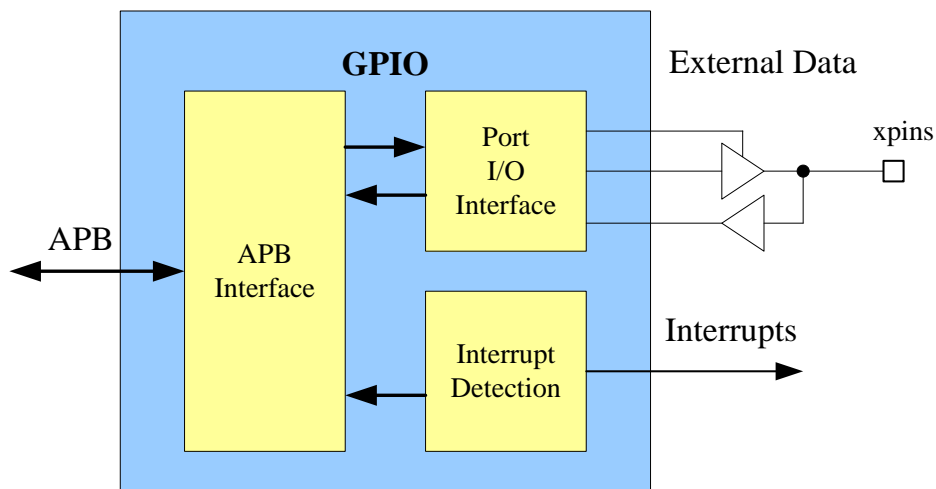 GPIO
External Data
Port
I/O
Interface
xpins
APB
APB
Interface
Interrupt
Detection
Interrupts